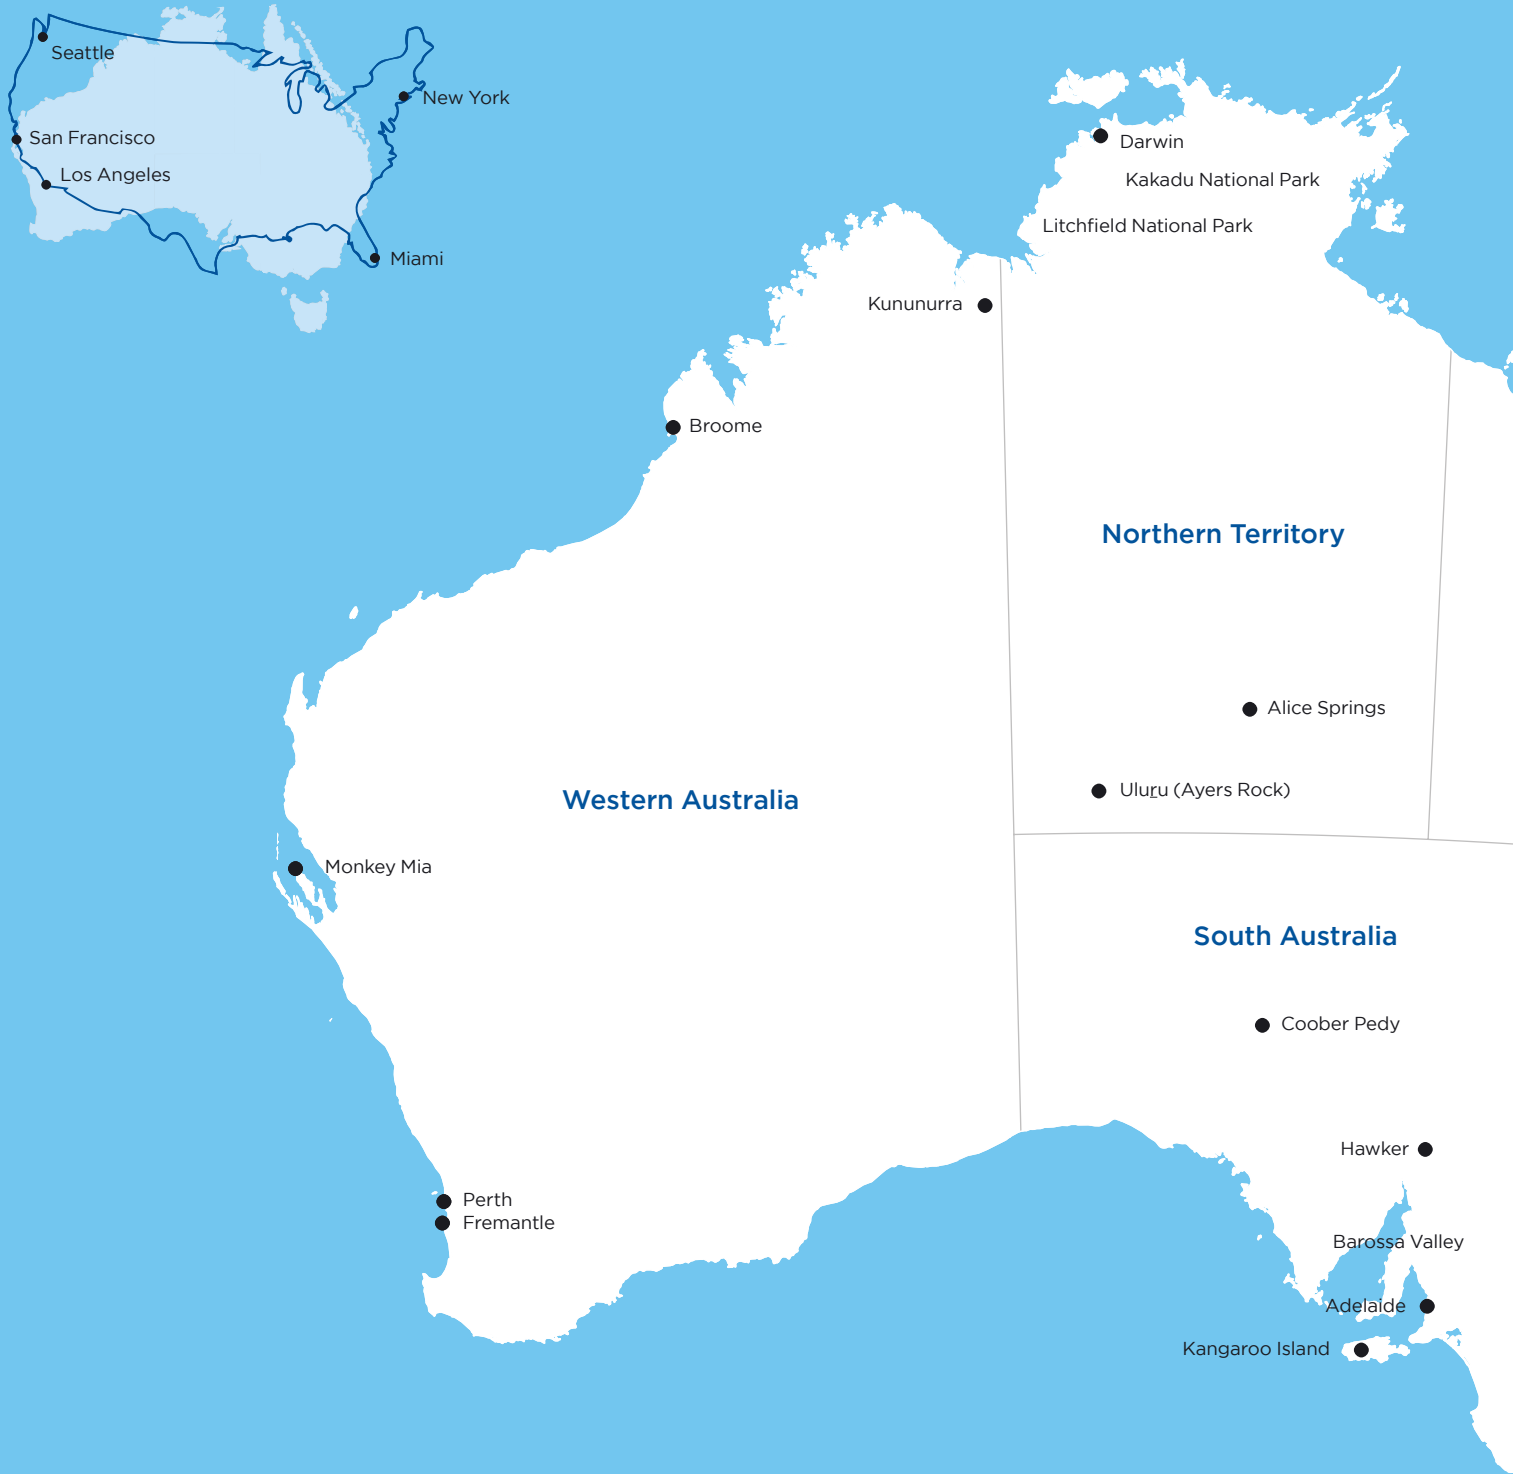 Seattle
New York
San Francisco
Los Angeles
Miami
Darwin
Kakadu National Park
Litchfield National Park
Kununurra
Broome
Northern Territory
Alice Springs
Uluṟu (Ayers Rock)
Western Australia
Monkey Mia
South Australia
Coober Pedy
Hawker
Perth
Fremantle
Barossa Valley
Adelaide
Kangaroo Island